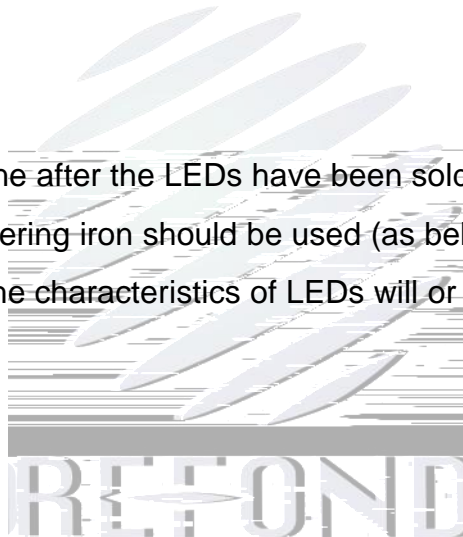 ne after the LEDs have been solc
ering iron should be used (as bel
ne characteristics of LEDs will or
REFOND